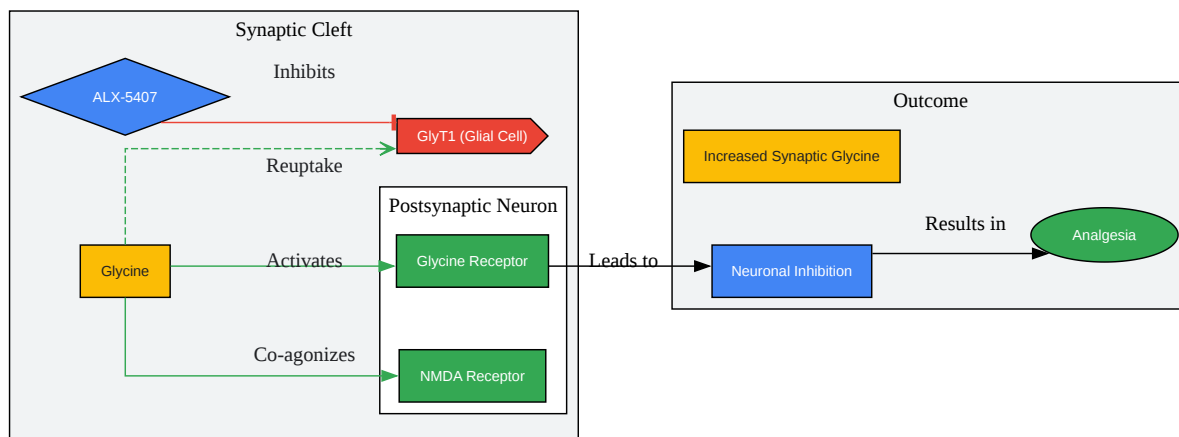 Synaptic Cleft
Inhibits
ALX-5407
GlyT1 (Glial Cell)
Reuptake
Postsynaptic Neuron
Glycine
Activates
Glycine Receptor
Co-agonizes
NMDA Receptor
Leads to
Outcome
Increased Synaptic Glycine
Results in
Analgesia
Neuronal Inhibition